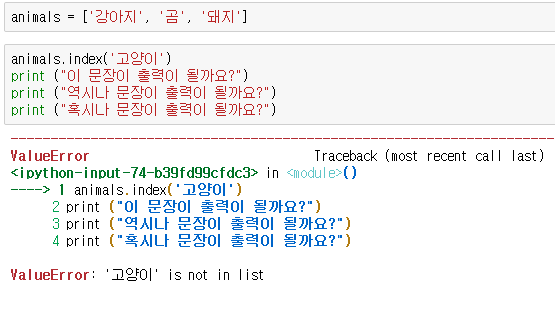 animals = ['강아지', '곰', '돼지']
animals.index('고양이')
print ("이 문장이 출력이 될까요?")
print ("역시나 문장이 출력이 될까요?")
print ("혹시나 문장이 출력이 될까요?")
---------------------------------------------------------------------------
ValueError                                Traceback (most recent call last)
<ipython-input-74-b39fd99cfdc3> in <module>()
----> 1 animals.index('고양이')
      2 print ("이 문장이 출력이 될까요?")
      3 print ("역시나 문장이 출력이 될까요?")
      4 print ("혹시나 문장이 출력이 될까요?")
ValueError: '고양이' is not in list